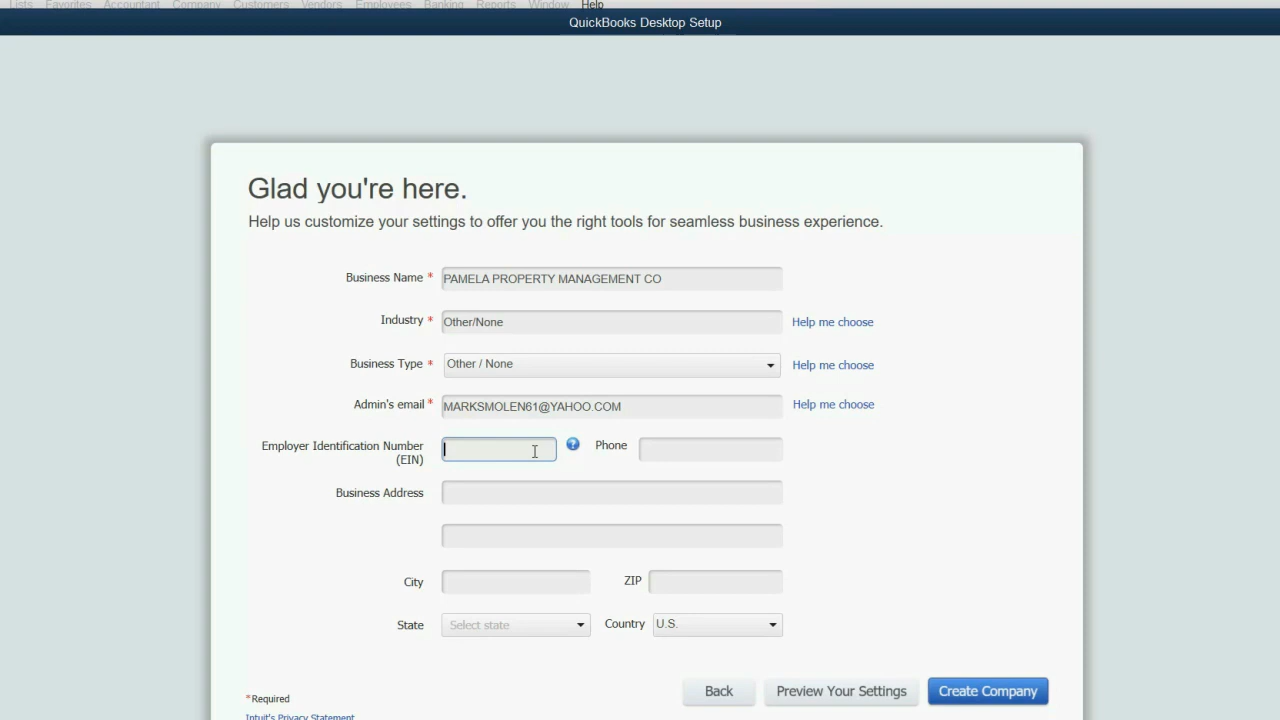 Lists Favorites Accountant Company Customers Vendors Employees Banking Reports Window Help
QuickBooks Desktop Setup
Glad you're here.
Help us customize your settings to offer you the right tools for seamless business experience.
Business Name * PAMELA PROPERTY MANAGEMENT CO
Industry * Other/None Help me choose
Business Type * Other / None Help me choose
Admin's email * MARKSMOLEN61@YAHOO.COM Help me choose
Employer Identification Number ? Phone
(EIN)
Business Address
City ZIP
State Select state Country U.S.
Back Preview Your Settings Create Company
*Required
Intuit's Privacy Statement